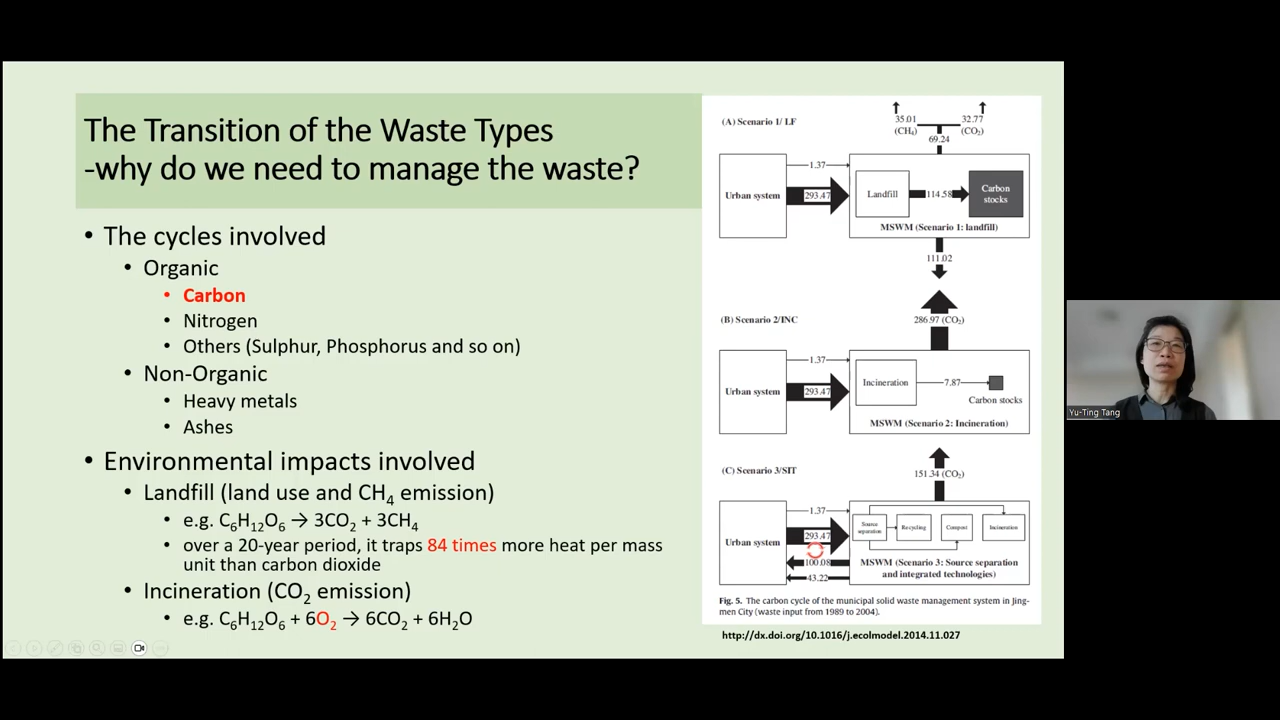 The Transition of the Waste Types
-why do we need to manage the waste?
• The cycles involved
• Organic
• Carbon
• Nitrogen
• Others (Sulphur, Phosphorus and so on)
• Non-Organic
• Heavy metals
• Ashes
• Environmental impacts involved
• Landfill (land use and CH₄ emission)
• e.g. C₆H₁₂O₆ → 3CO₂ + 3CH₄
• over a 20-year period, it traps 84 times more heat per mass
unit than carbon dioxide
• Incineration (CO₂ emission)
• e.g. C₆H₁₂O₆ + 6O₂ → 6CO₂ + 6H₂O
(A) Scenario 1/ LF
35.01
(CH₄)
32.77
(CO₂)
69.24
Urban system
1.37
293.47
Landfill
114.58
Carbon
stocks
MSWM (Scenario 1: landfill)
111.02
(B) Scenario 2/INC
286.97 (CO₂)
Urban system
1.37
293.47
Incineration
7.87
Carbon stocks
MSWM (Scenario 2: Incineration)
(C) Scenario 3/SIT
151.34 (CO₂)
Urban system
1.37
293.47
100.08
43.22
Source
separation
Recycling
Compost
Incineration
MSWM (Scenario 3: Source separation
and integrated technologies)
Fig. 5. The carbon cycle of the municipal solid waste management system in Jing-
men City (waste input from 1989 to 2004).
http://dx.doi.org/10.1016/j.ecolmodel.2014.11.027
Yu-Ting Tang